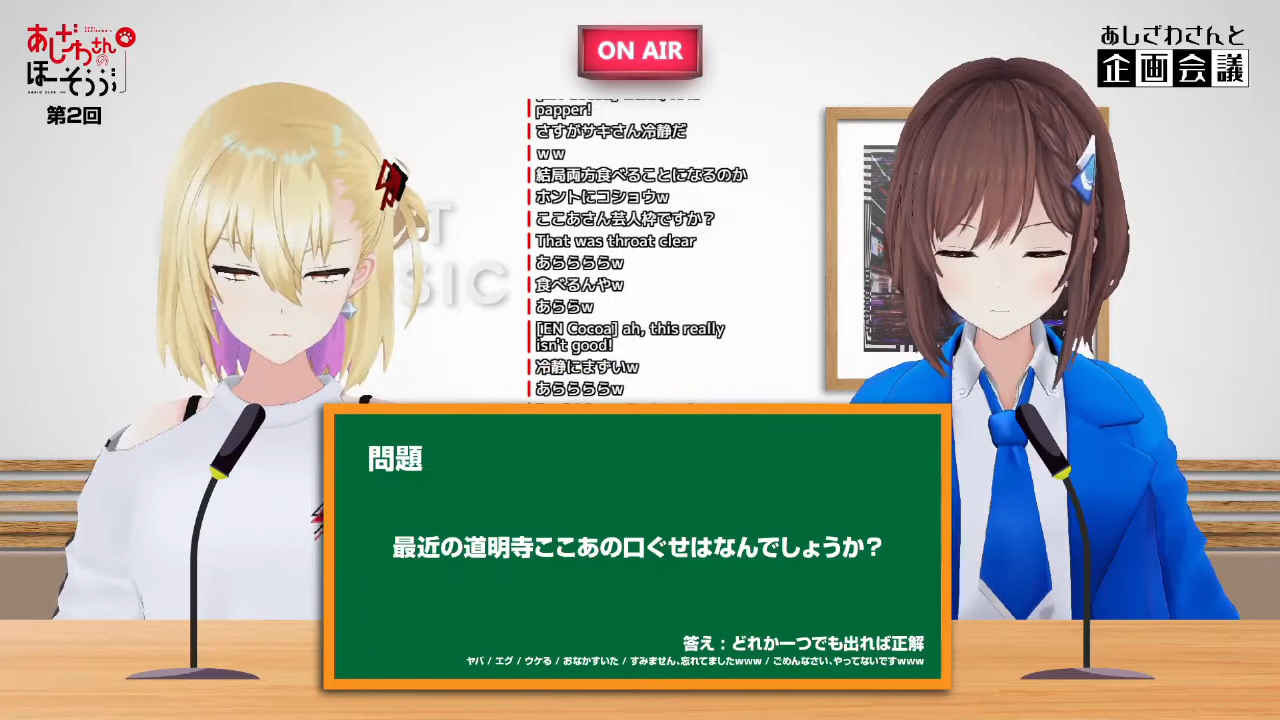 あしざわさんの
ほーそうぶ
第2回
ON AIR
あしざわさんと
企画会議
papper!
さすがサキさん冷静だ
ww
結局両方食べることになるのか
ホントにコショウw
ここあさん芸人枠ですか？
That was throat clear
あららららw
食べるんやw
あららw
[EN Cocoa] ah, this really
isn't good!
冷静にまずいw
あららららw
SIC
問題
最近の道明寺ここあの口ぐせはなんでしょうか？
答え：どれか一つでも出れば正解
ヤバ / エグ / ウケる / おなかすいた / すみません、忘れてましたwww / ごめんなさい、やってないですwww